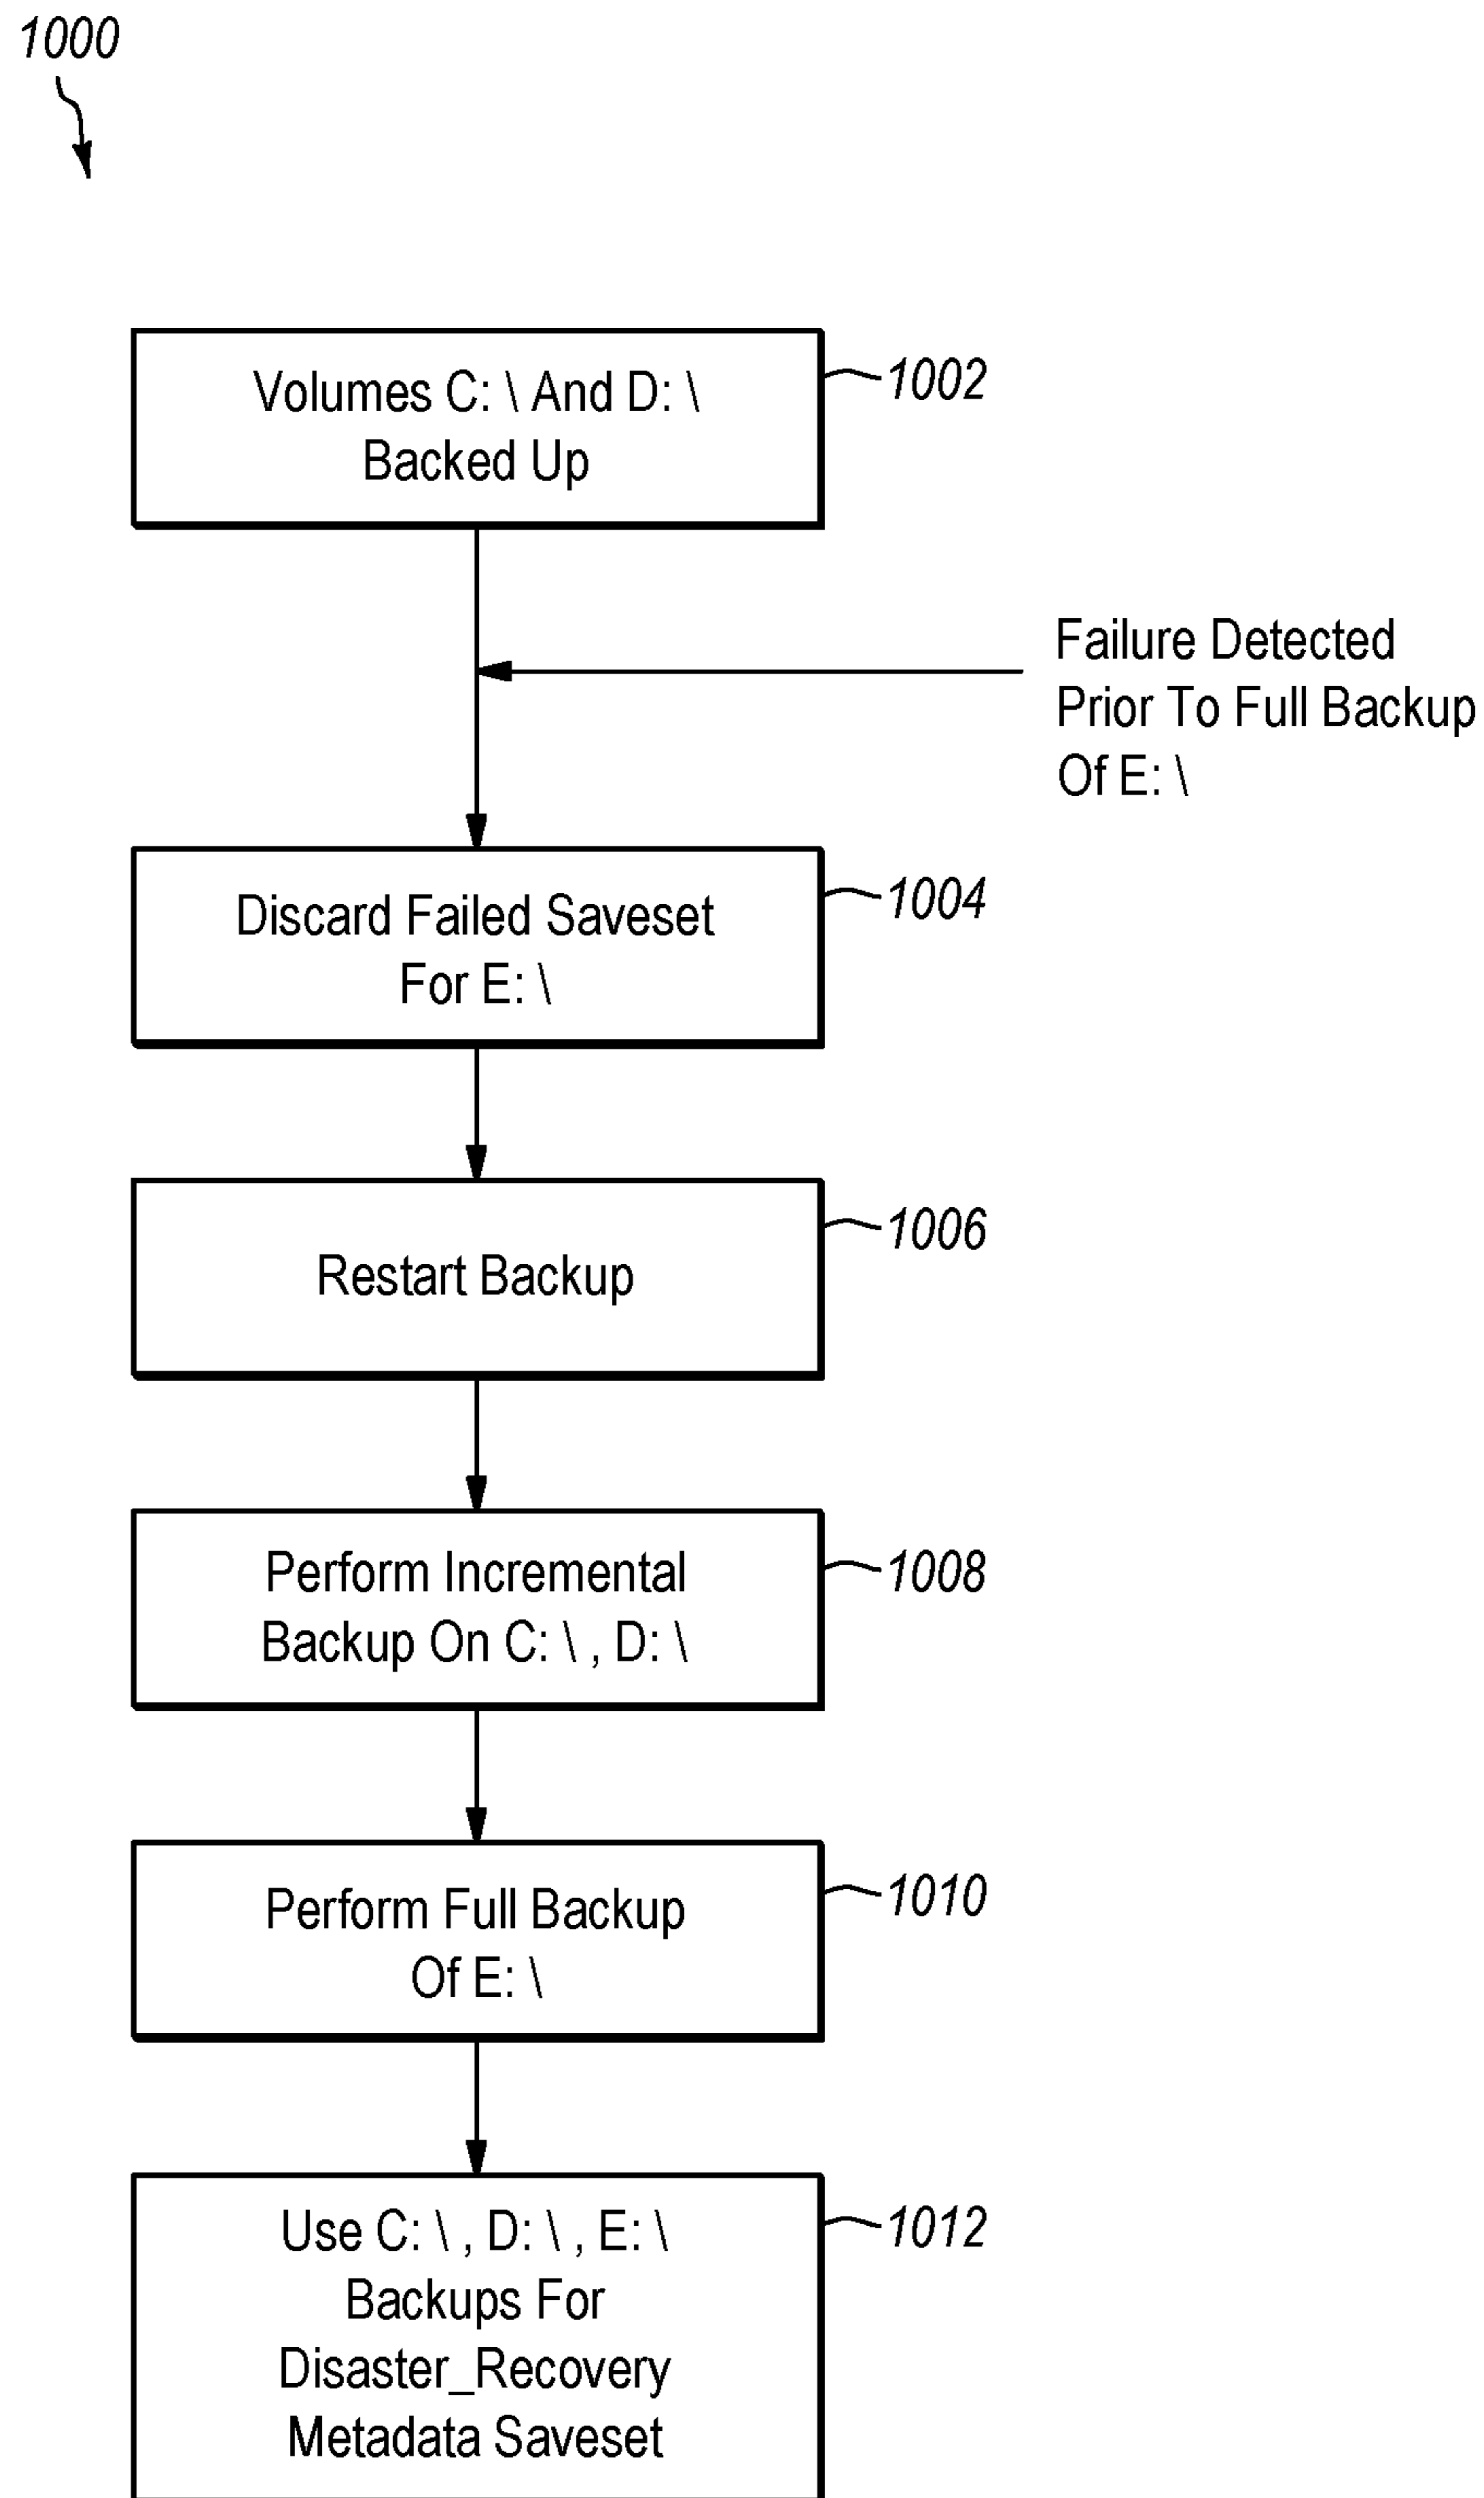 1000
Volumes C: \ And D: \
Backed Up
1002
Failure Detected
Prior To Full Backup
Of E: \
Discard Failed Saveset
For E: \
1004
Restart Backup
1006
Perform Incremental
Backup On C: \ , D: \
1008
Perform Full Backup
Of E: \
1010
Use C: \ , D: \ , E: \
Backups For
Disaster_Recovery
Metadata Saveset
1012